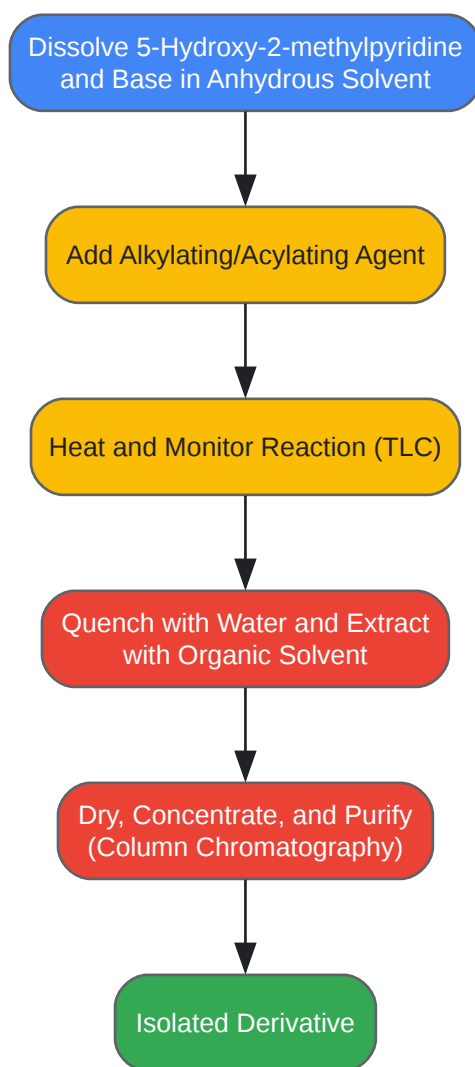 Dissolve 5-Hydroxy-2-methylpyridine
and Base in Anhydrous Solvent
Add Alkylating/Acylating Agent
Heat and Monitor Reaction (TLC)
Quench with Water and Extract
with Organic Solvent
Dry, Concentrate, and Purify
(Column Chromatography)
Isolated Derivative